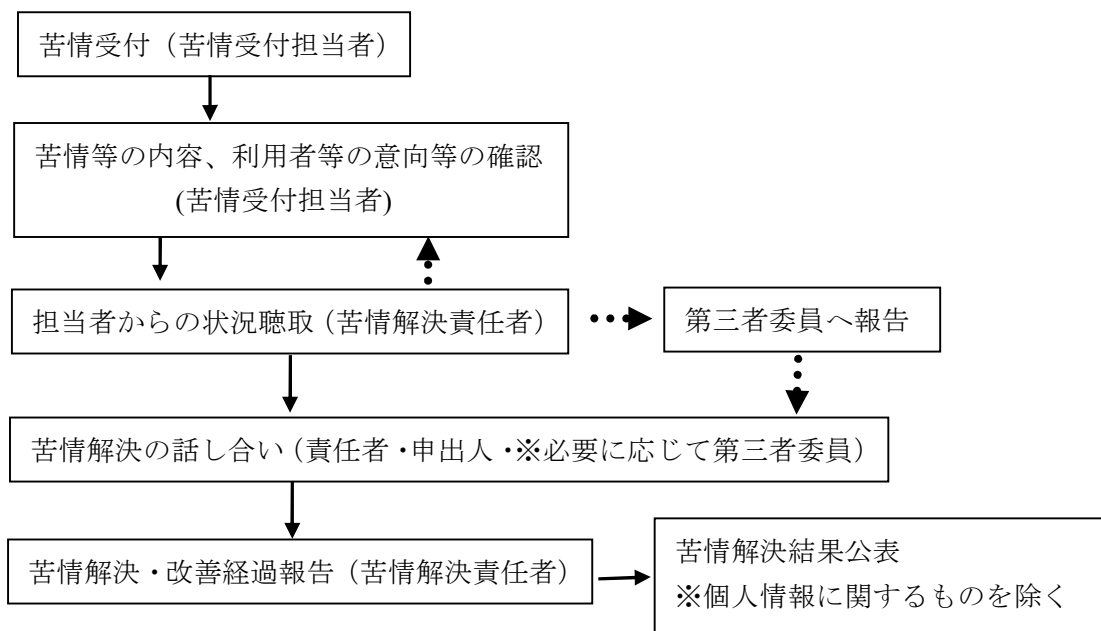 苦情受付（苦情受付担当者）
苦情等の内容、利用者等の意向等の確認
(苦情受付担当者)
担当者からの状況聴取（苦情解決責任者）
第三者委員へ報告
苦情解決の話し合い（責任者・申出人・※必要に応じて第三者委員）
苦情解決・改善経過報告（苦情解決責任者）
苦情解決結果公表
※個人情報に関するものを除く